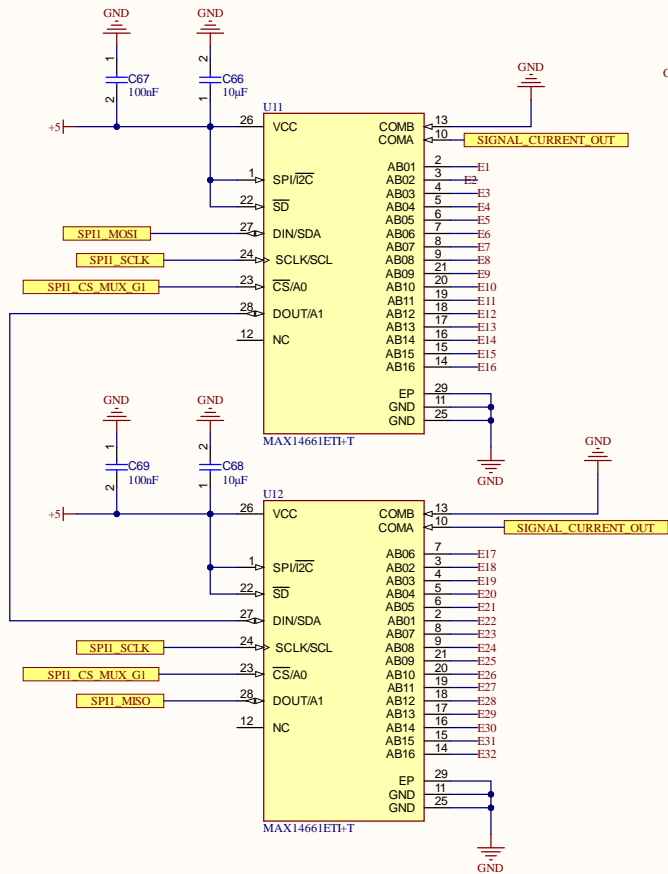 GND GND
1 C67 100nF 2
2 C66 10µF 1
GND
G
+5
U11
26 VCC COMB 13
COMA 10 SIGNAL_CURRENT_OUT
AB01 2 E1
1 SPI/I2C AB02 3 E2
AB03 4 E3
22 SD AB04 5 E4
AB05 6 E5
SPI1_MOSI 27 DIN/SDA AB06 7 E6
AB07 8 E7
SPI1_SCLK 24 SCLK/SCL AB08 9 E8
AB09 21 E9
SPI1_CS_MUX_G1 23 CS/A0 AB10 20 E10
AB11 19 E11
28 DOUT/A1 AB12 18 E12
AB13 17 E13
12 NC AB14 16 E14
AB15 15 E15
AB16 14 E16
EP 29
GND 11
GND 25
MAX14661ETI+T
GND
GND GND
1 C69 100nF 2
2 C68 10µF 1
GND
+5
U12
26 VCC COMB 13
COMA 10 SIGNAL_CURRENT_OUT
AB06 7 E17
1 SPI/I2C AB02 3 E18
AB03 4 E19
22 SD AB04 5 E20
AB05 6 E21
27 DIN/SDA AB01 2 E22
AB07 8 E23
SPI1_SCLK 24 SCLK/SCL AB08 9 E24
AB09 21 E25
SPI1_CS_MUX_G1 23 CS/A0 AB10 20 E26
AB11 19 E27
SPI1_MISO 28 DOUT/A1 AB12 18 E28
AB13 17 E29
12 NC AB14 16 E30
AB15 15 E31
AB16 14 E32
EP 29
GND 11
GND 25
MAX14661ETI+T
GND